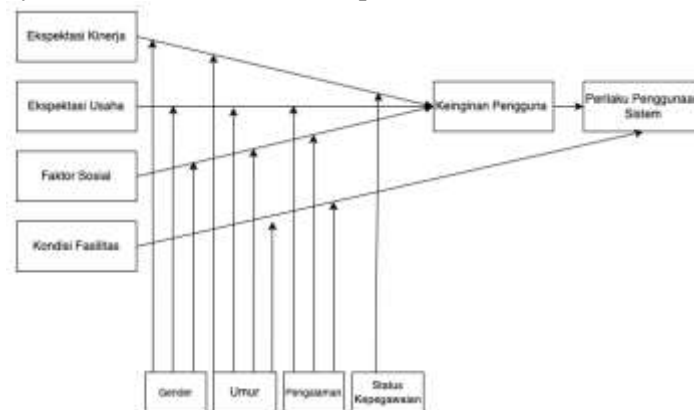 Ekspektasi Kinerja
Ekspektasi Usaha
Keinginan Pengguna
Perilaku Penggunaan
Sistem
Faktor Sosial
Kondisi Fasilitas
Gender
Umur
Pengalaman
Status
Kepegawaian